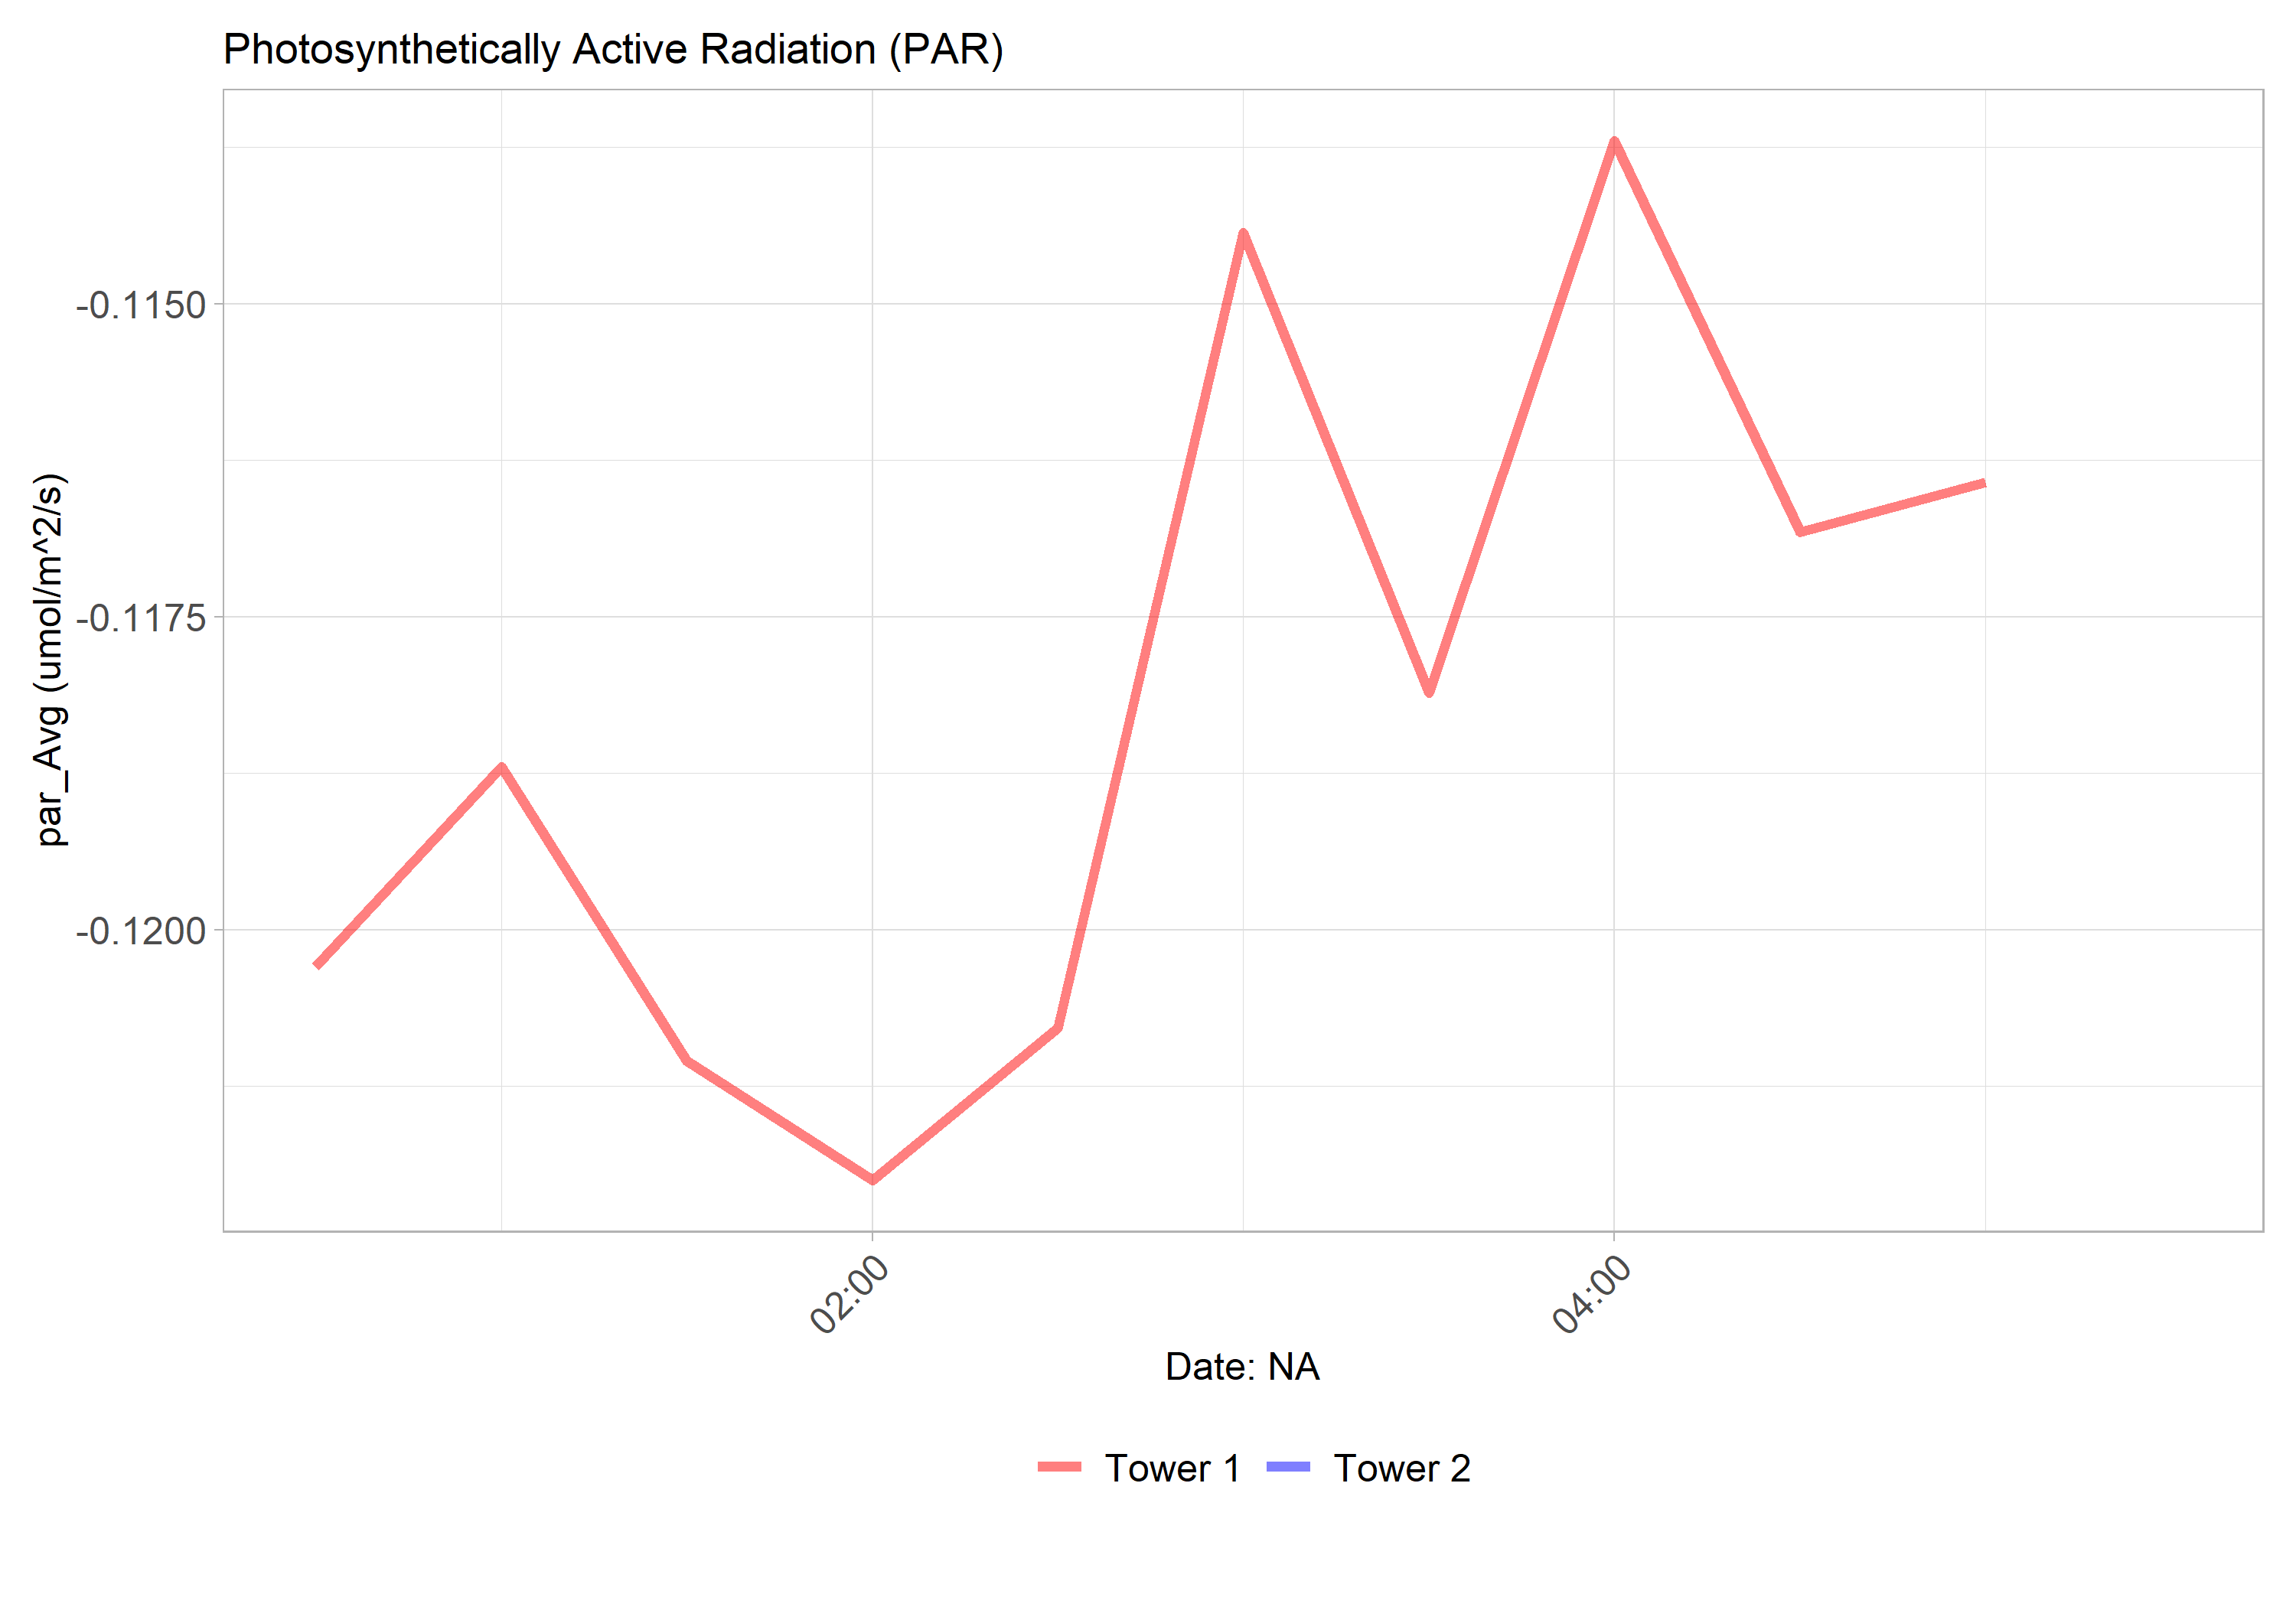 Photosynthetically Active Radiation (PAR)
par_Avg (umol/m^2/s)
-0.1150
-0.1175
-0.1200
02:00
04:00
Date: NA
Tower 1
Tower 2